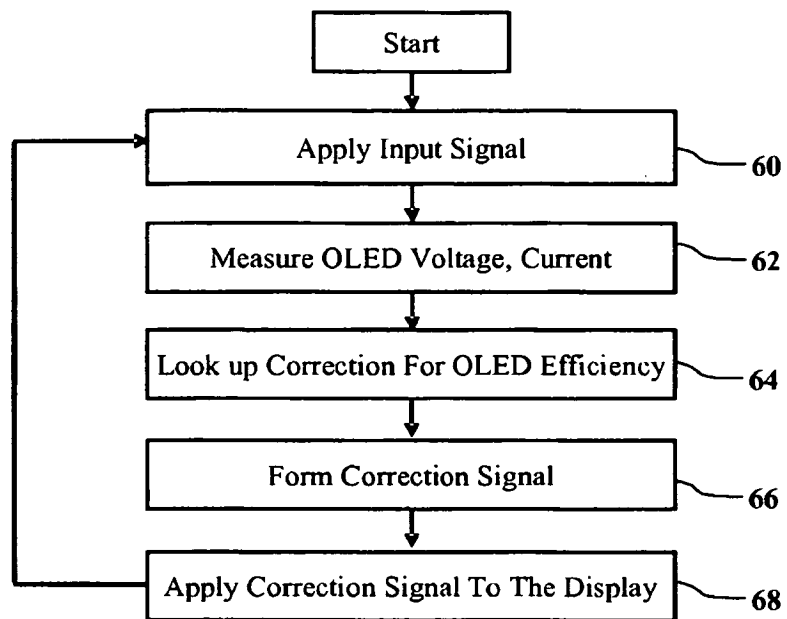 Start
Apply Input Signal
60
Measure OLED Voltage, Current
62
Look up Correction For OLED Efficiency
64
Form Correction Signal
66
Apply Correction Signal To The Display
68